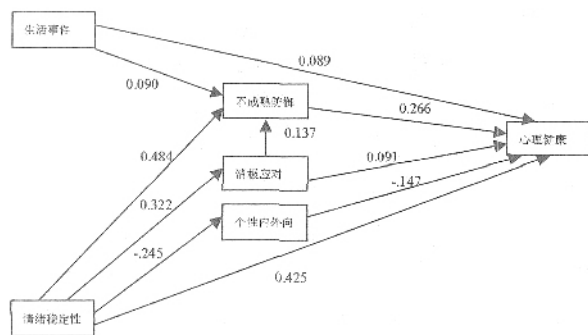 生活事件
0.089
0.090
不成熟防御
0.266
0.137
心理健康
0.484
消极应对
0.091
-.147
0.322
个性内外向
-.245
0.425
情绪稳定性